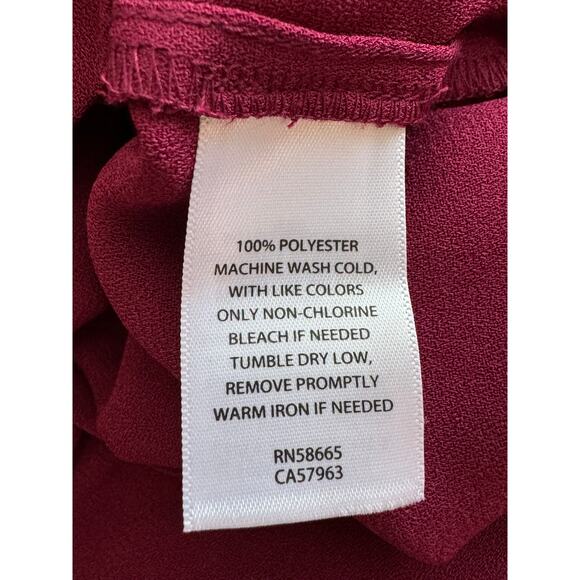 100% POLYESTER
MACHINE WASH COLD,
WITH LIKE COLORS
ONLY NON-CHLORINE
BLEACH IF NEEDED
TUMBLE DRY LOW,
REMOVE PROMPTLY
WARM IRON IF NEEDED
RN58665
CA57963